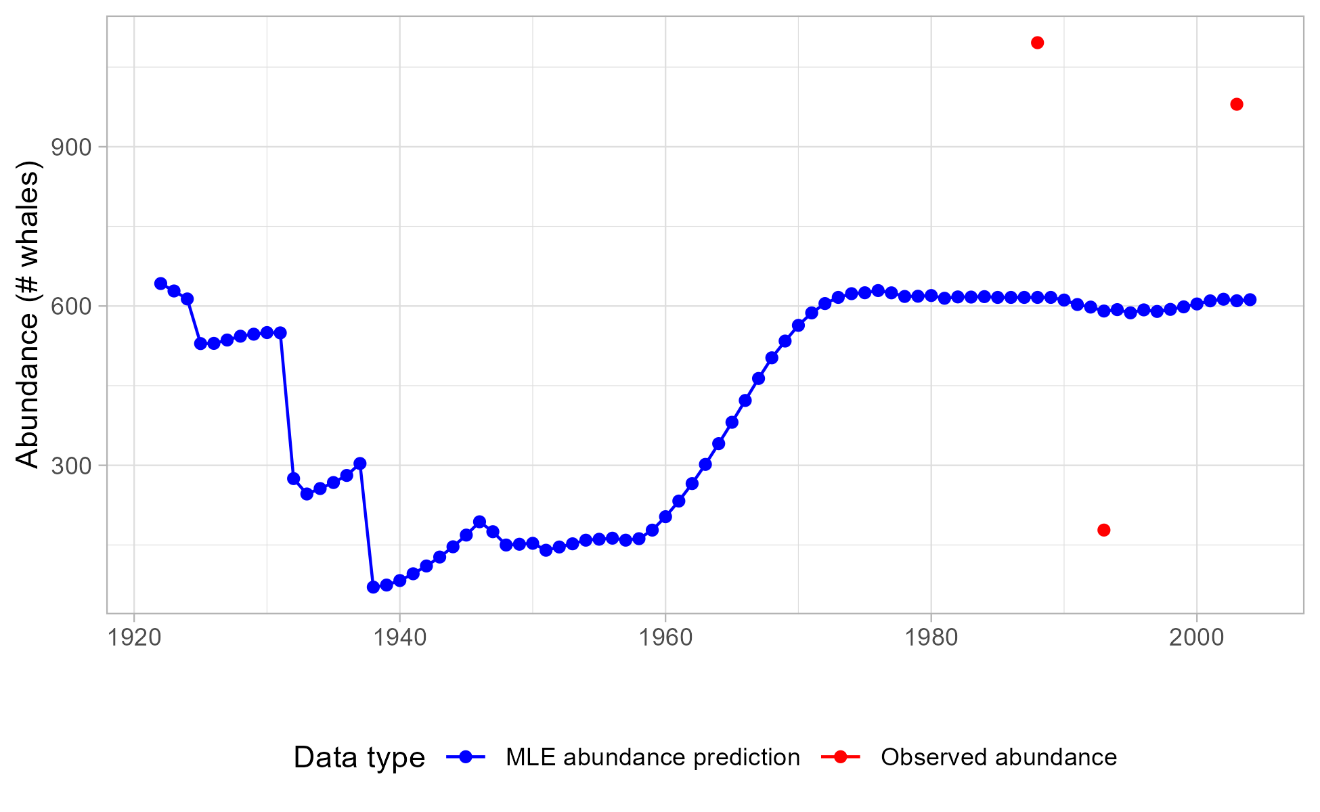 Abundance (# whales)
900
600
300
1920 1940 1960 1980 2000
Data type MLE abundance prediction Observed abundance